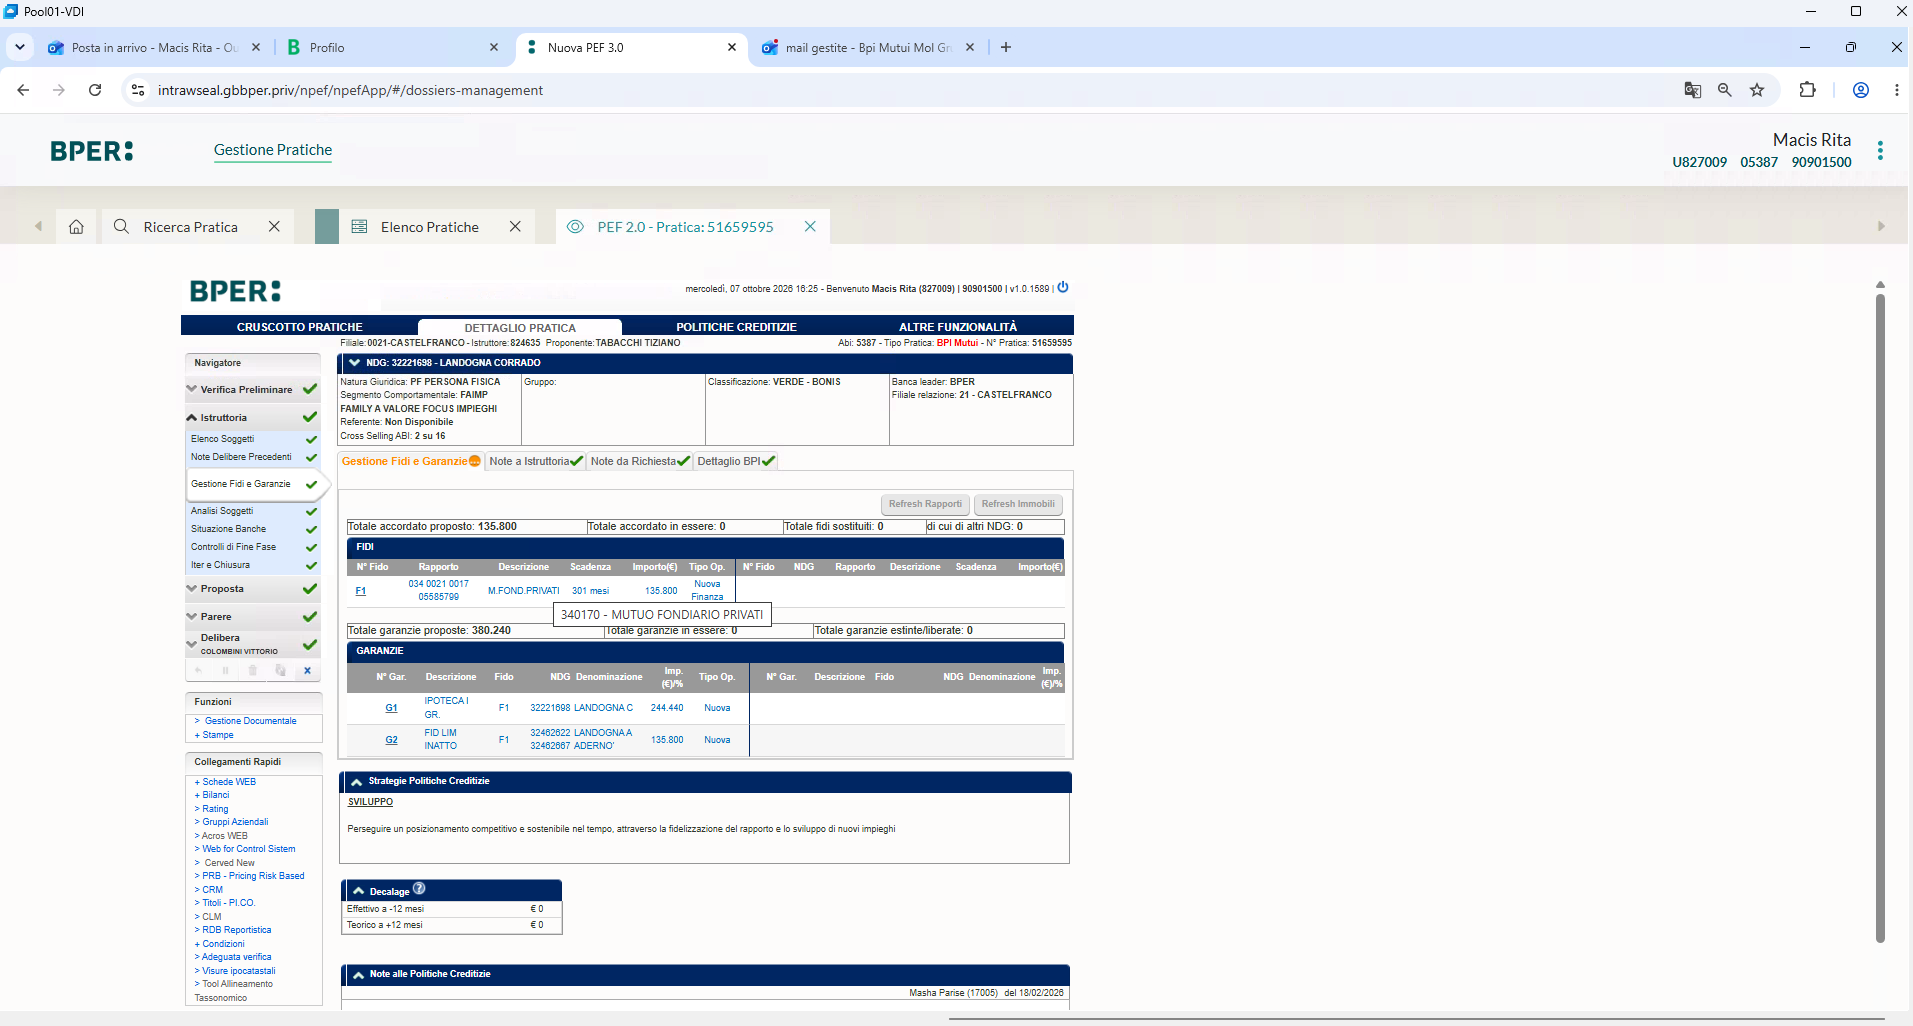 Pool01-VDI
Posta in arrivo - Macis Rita - Ou
Profilo
Nuova PEF 3.0
mail gestite - Bpi Mutui Mol Gr
intrawseal.gbbper.priv/npef/npefApp/#/dossiers-management
BPER:
Gestione Pratiche
Macis Rita
U827009 05387 90901500
Ricerca Pratica
Elenco Pratiche
PEF 2.0 - Pratica: 51659595
BPER:
mercoledì, 07 ottobre 2026 16:25 - Benvenuto Macis Rita (827009) | 90901500 | v1.0.1589 |
CRUSCOTTO PRATICHE
DETTAGLIO PRATICA
POLITICHE CREDITIZIE
ALTRE FUNZIONALITÀ
Filiale: 0021-CASTELFRANCO - Istruttore: 824635 Proponente: TABACCHI TIZIANO
Abi: 5387 - Tipo Pratica: BPI Mutui - N° Pratica: 51659595
Navigatore
Verifica Preliminare
Istruttoria
Elenco Soggetti
Note Delibere Precedenti
Gestione Fidi e Garanzie
Analisi Soggetti
Situazione Banche
Controlli di Fine Fase
Iter e Chiusura
Proposta
Parere
Delibera
COLOMBINI VITTORIO
Funzioni
> Gestione Documentale
+ Stampe
Collegamenti Rapidi
+ Schede WEB
+ Bilanci
> Rating
> Gruppi Aziendali
> Acros WEB
> Web for Control Sistem
> Cerved New
> PRB - Pricing Risk Based
> CRM
> Titoli - PI.CO.
> CLM
> RDB Reportistica
+ Condizioni
> Adeguata verifica
> Visure ipocatastali
> Tool Allineamento
Tassonomico
NDG: 32221698 - LANDOGNA CORRADO
Natura Giuridica: PF PERSONA FISICA
Segmento Comportamentale: FAIMP
FAMILY A VALORE FOCUS IMPIEGHI
Referente: Non Disponibile
Cross Selling ABI: 2 su 16
Gruppo:
Classificazione: VERDE - BONIS
Banca leader: BPER
Filiale relazione: 21 - CASTELFRANCO
Gestione Fidi e Garanzie
Note a Istruttoria
Note da Richiesta
Dettaglio BPI
Refresh Rapporti
Refresh Immobili
Totale accordato proposto: 135.800
Totale accordato in essere: 0
Totale fidi sostituiti: 0
di cui di altri NDG: 0
FIDI
N° Fido Rapporto Descrizione Scadenza Importo(€) Tipo Op. N° Fido NDG Rapporto Descrizione Scadenza Importo(€)
F1 034 0021 0017 05585799 M.FOND.PRIVATI 301 mesi 135.800 Nuova Finanza
340170 - MUTUO FONDIARIO PRIVATI
Totale garanzie proposte: 380.240
Totale garanzie in essere: 0
Totale garanzie estinte/liberate: 0
GARANZIE
N° Gar. Descrizione Fido NDG Denominazione Imp. (€)/% Tipo Op. N° Gar. Descrizione Fido NDG Denominazione Imp. (€)/%
G1 IPOTECA I GR. F1 32221698 LANDOGNA C 244.440 Nuova
G2 FID LIM INATTO F1 32462622 LANDOGNA A 32462667 ADERNO' 135.800 Nuova
Strategie Politiche Creditizie
SVILUPPO
Perseguire un posizionamento competitivo e sostenibile nel tempo, attraverso la fidelizzazione del rapporto e lo sviluppo di nuovi impieghi
Decalage ?
Effettivo a -12 mesi € 0
Teorico a +12 mesi € 0
Note alle Politiche Creditizie
Masha Parise (17005) del 18/02/2026